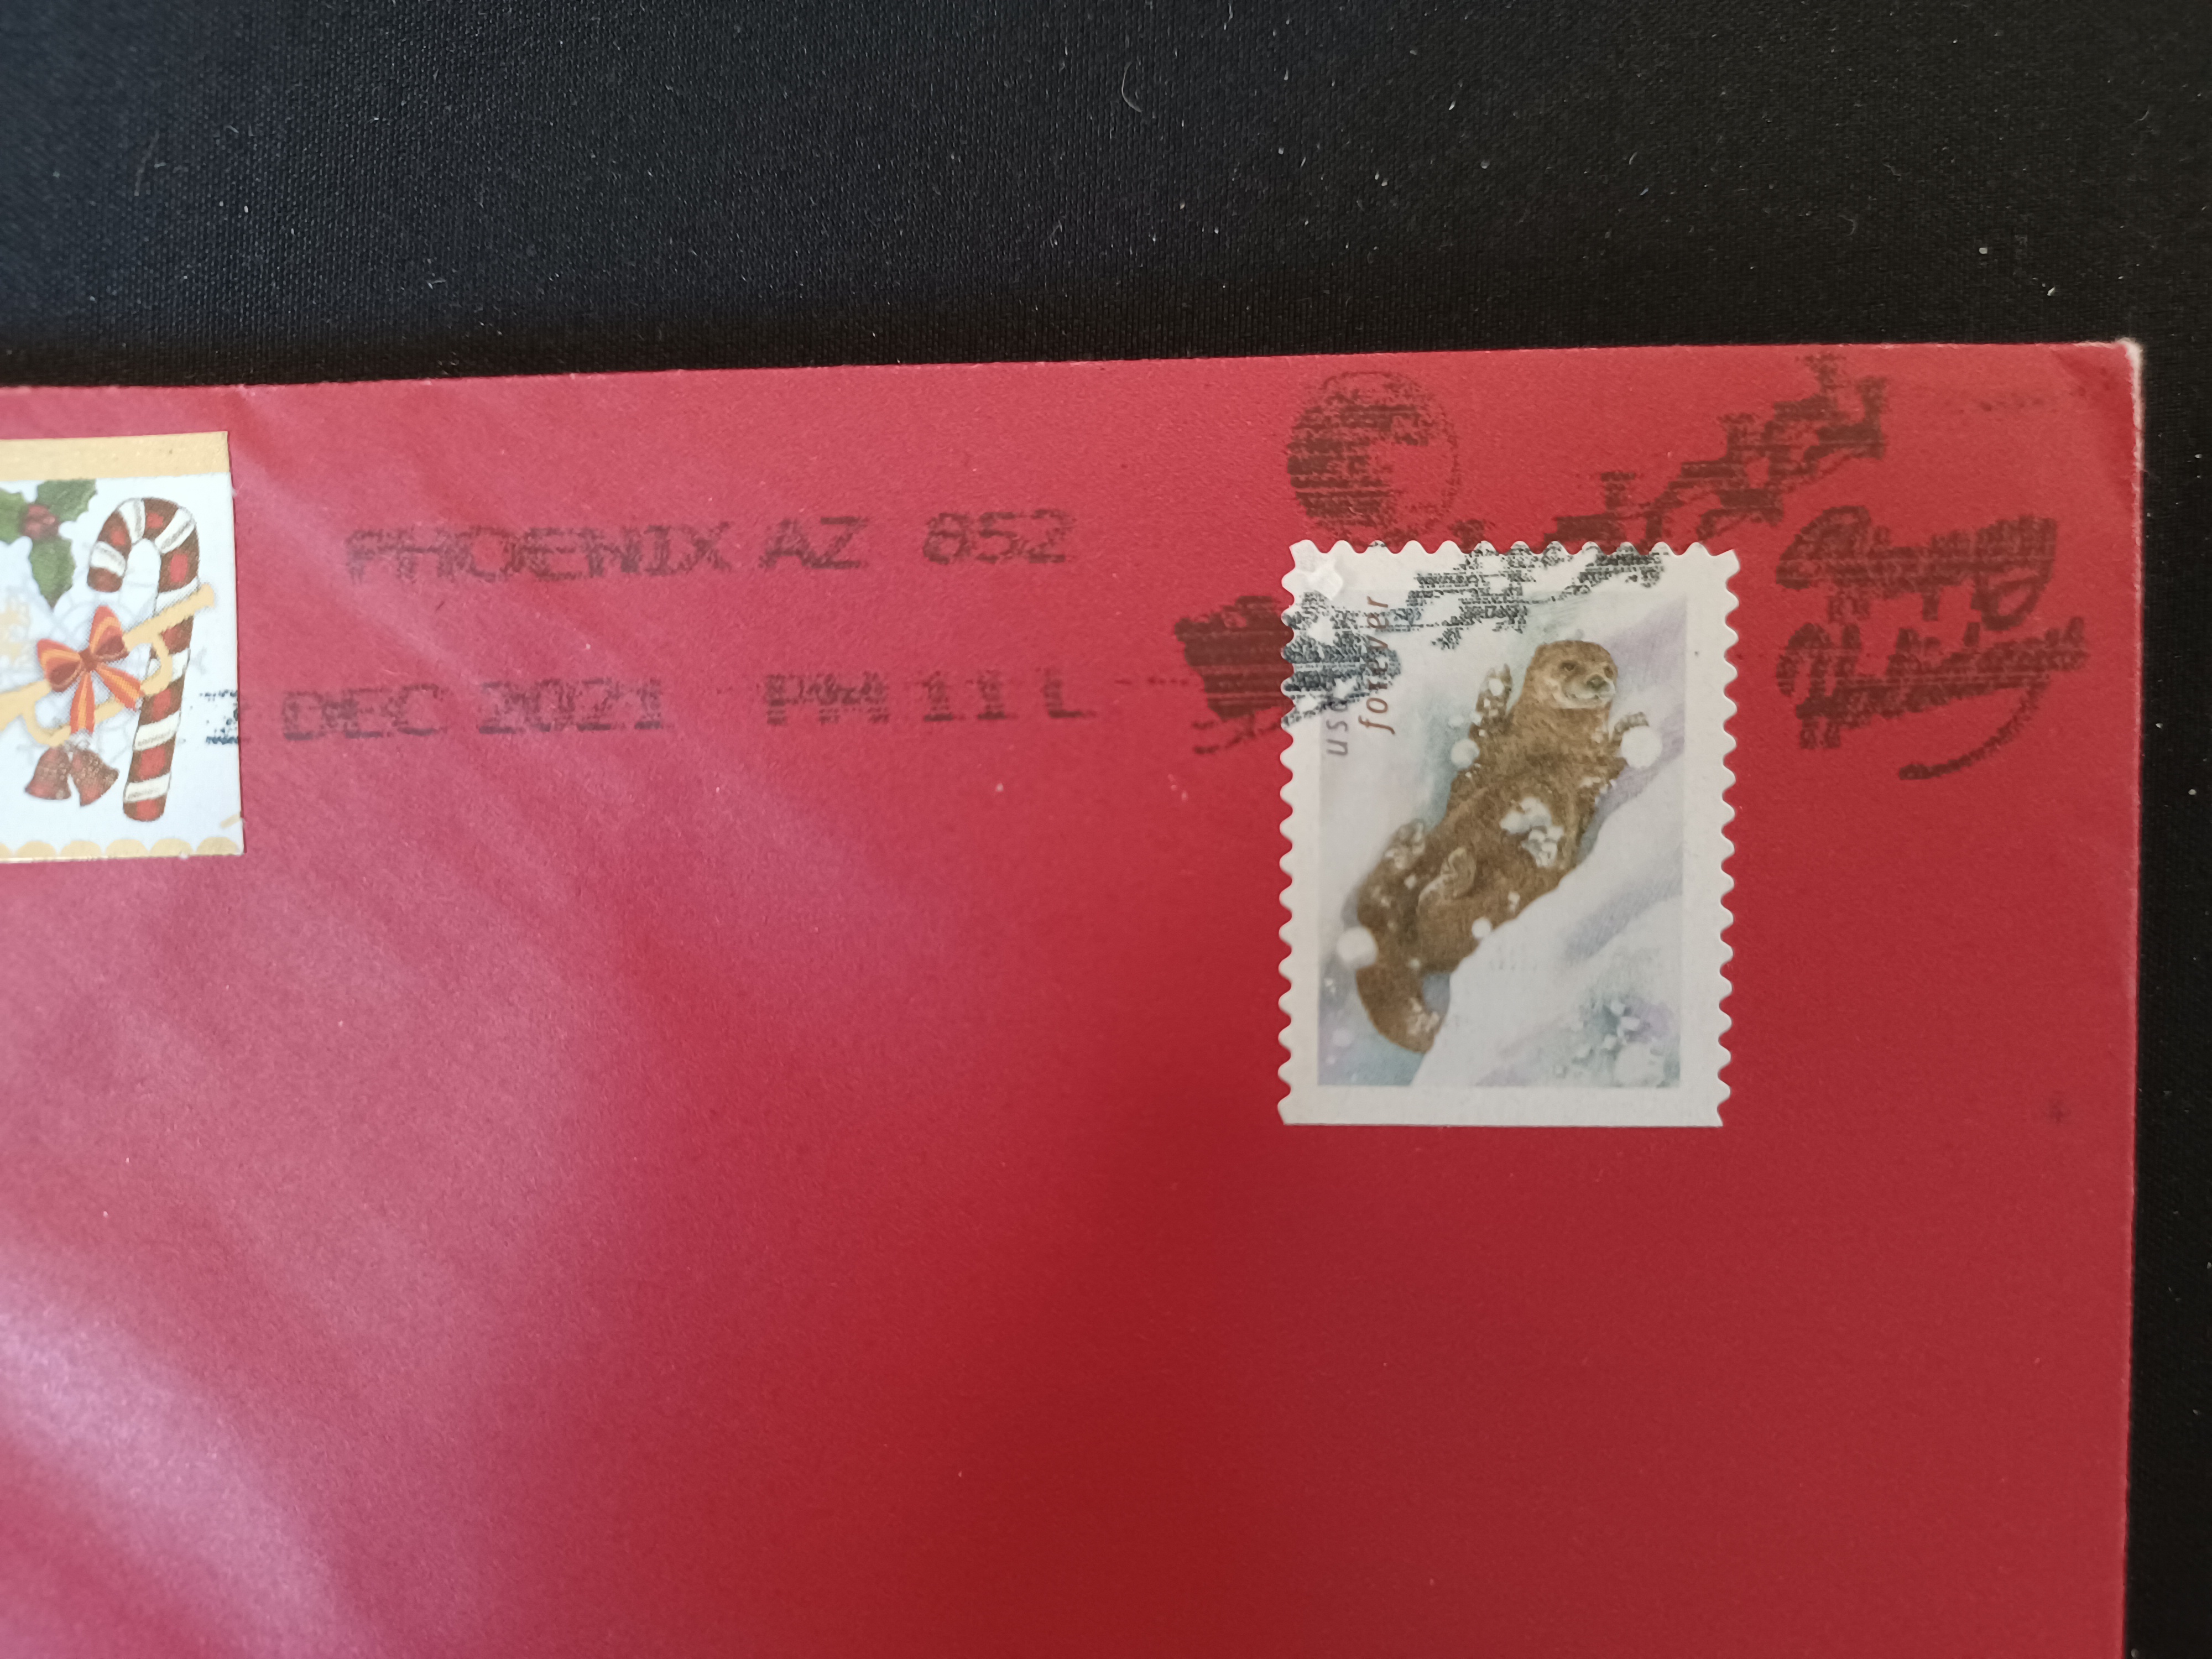 PHOENIX AZ 852
DEC 2021 PM 11 L
usa
forever
Happy
Holidays